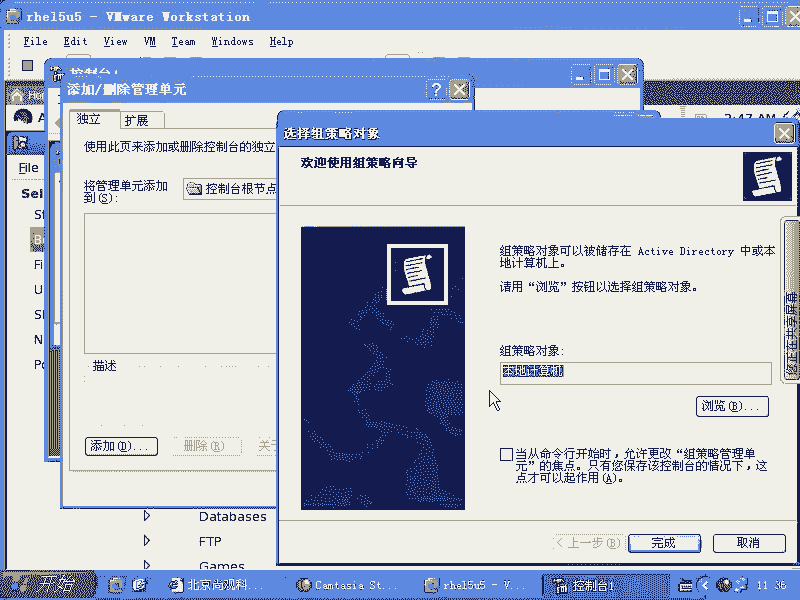 rhel5u5 - VMware Workstation
File Edit View VM Team Windows Help
控制台1
添加/删除管理单元
独立 扩展
使用此页来添加或删除控制台的独立
将管理单元添加
到(S):
控制台根节点
描述
添加(D)... 删除(R) 关于
选择组策略对象
欢迎使用组策略向导
组策略对象可以被储存在 Active Directory 中或本
地计算机上。
请用“浏览”按钮以选择组策略对象。
组策略对象:
本地计算机
浏览(B)...
当从命令行开始时,允许更改“组策略管理单
元”的焦点。只有您保存该控制台的情况下,这
点才可以起作用(A)。
< 上一步(B) 完成 取消
您正在共享屏幕
File
Sel
Databases
FTP
Games
开始 北京尚观科... Camtasia St... rhel5u5 - V... 控制台1 11:36